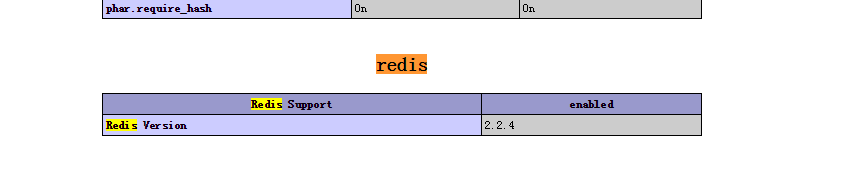 phar.require_hash On On
redis
Redis Support enabled
Redis Version 2.2.4